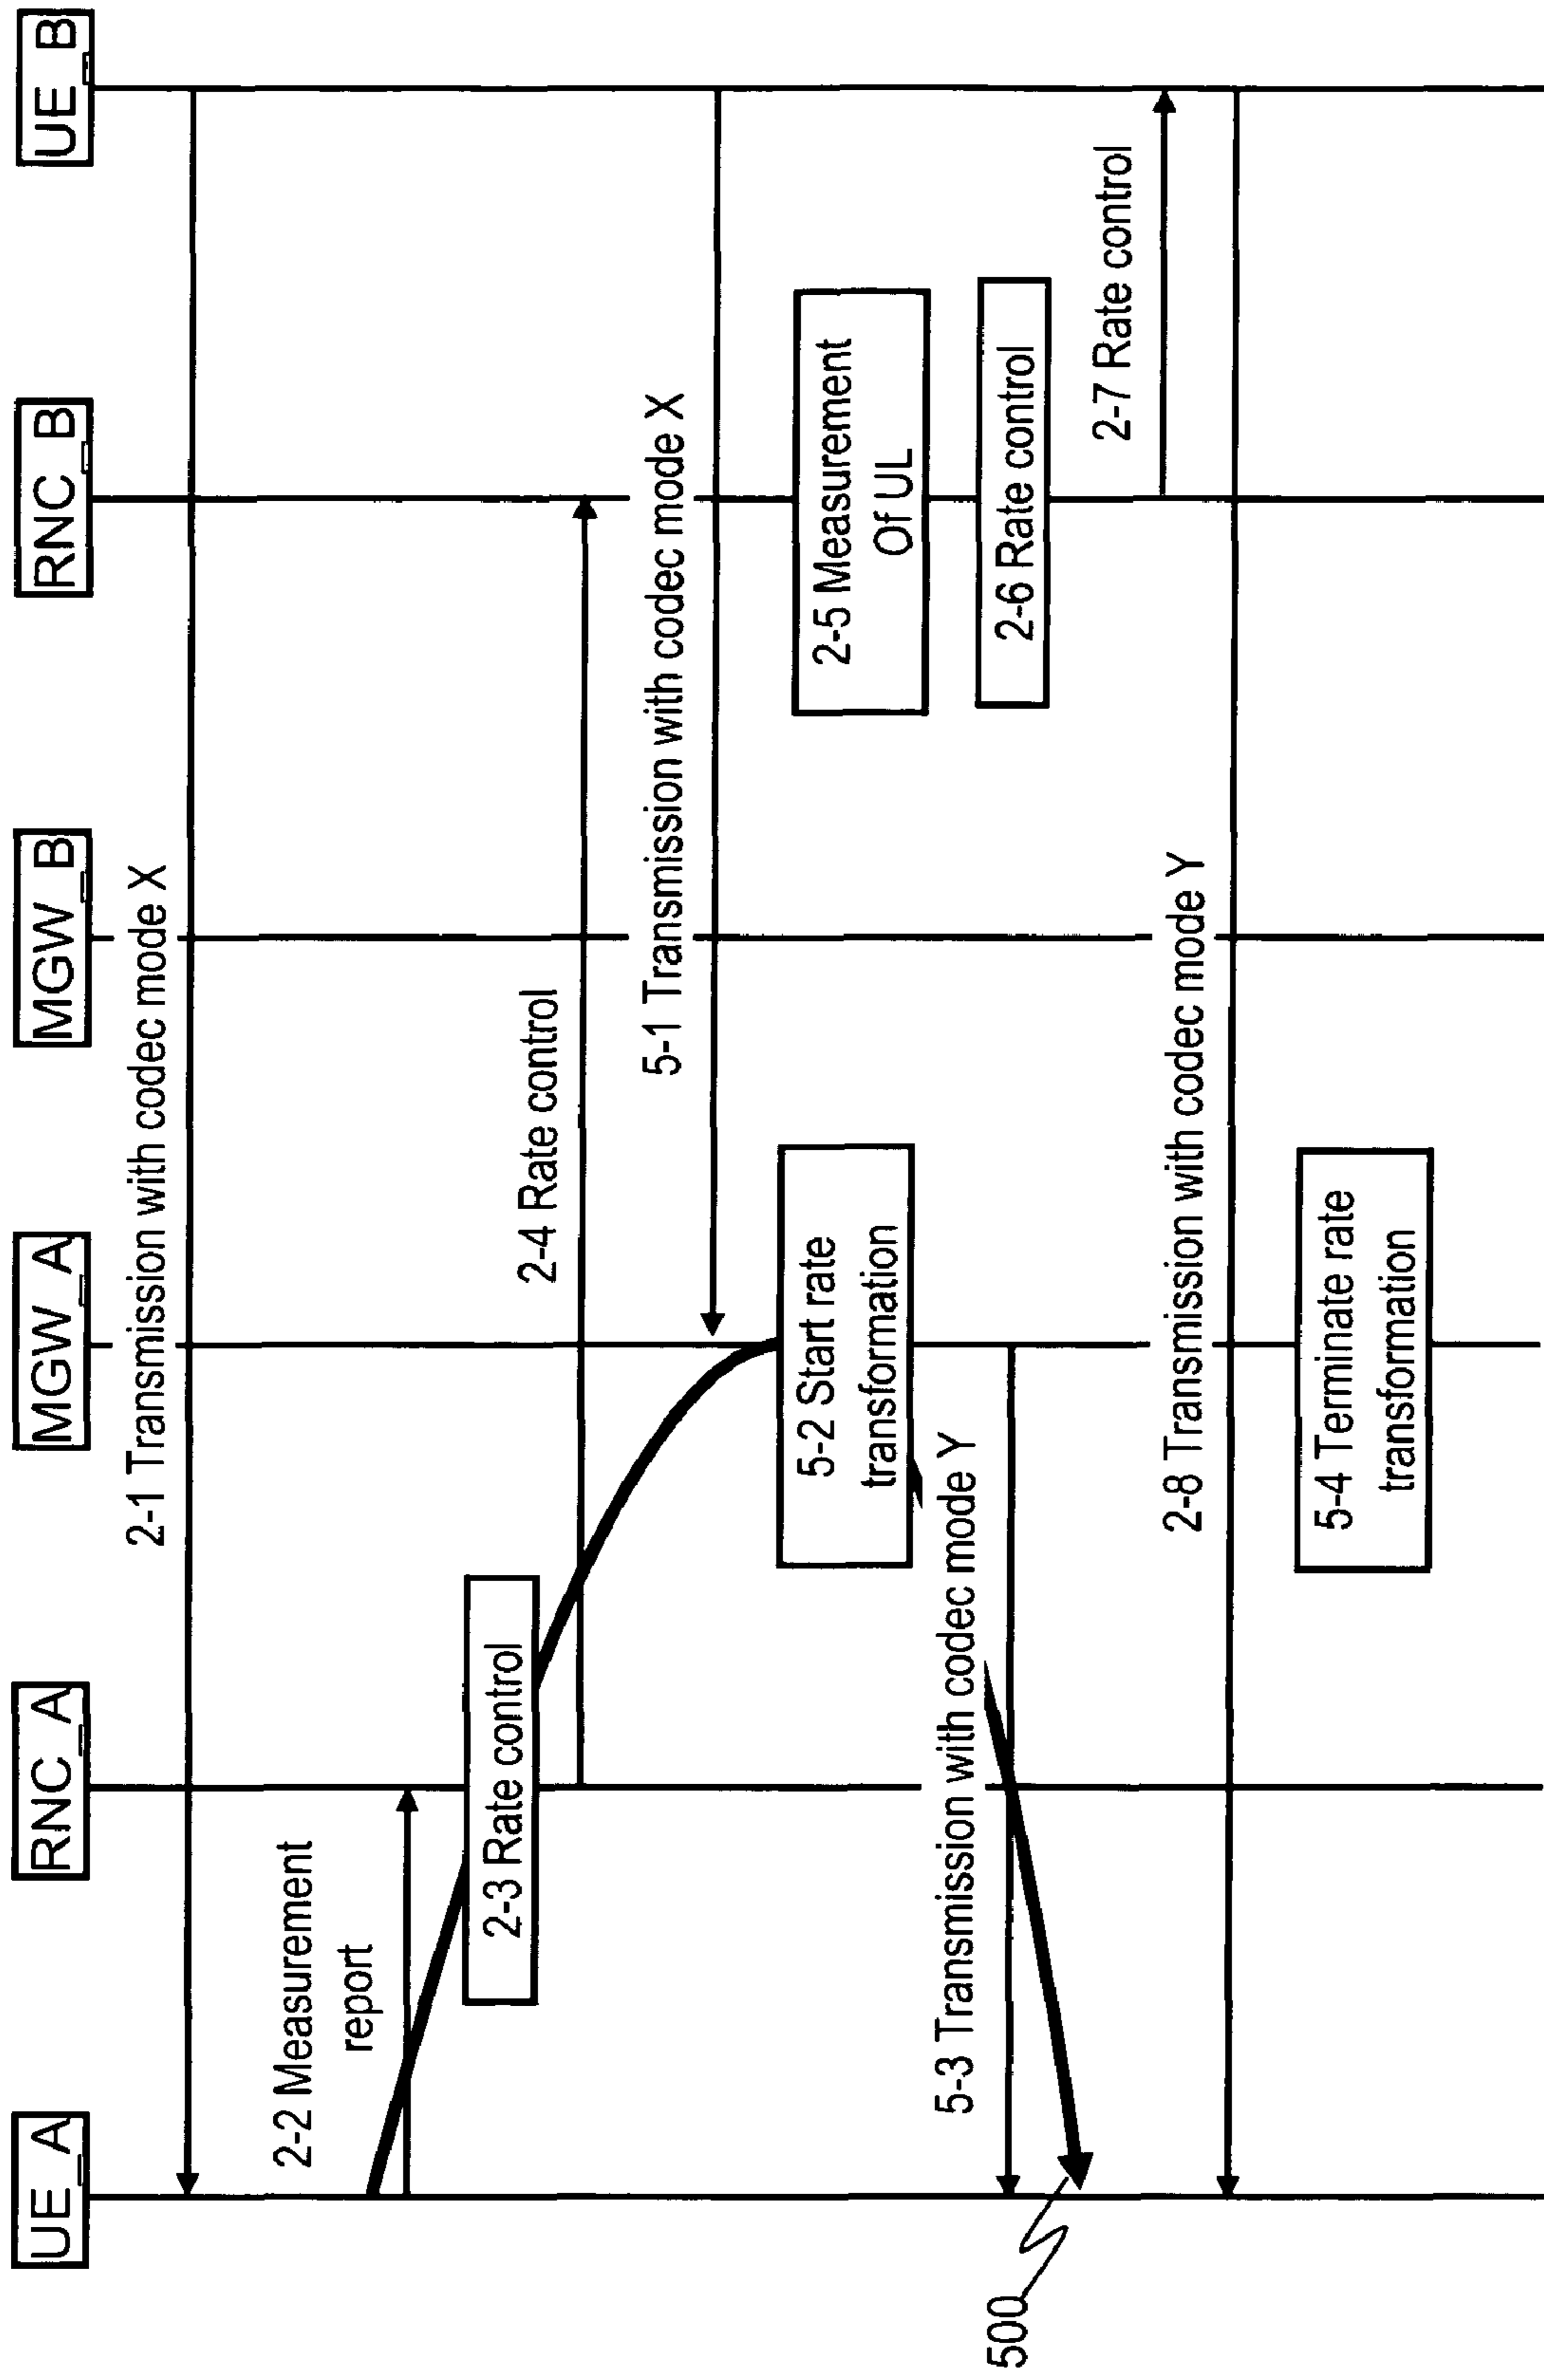 UE_A
RNC_A
MGW_A
MGW_B
RNC_B
UE_B
2-1 Transmission with codec mode X
2-2 Measurement
report
2-3 Rate control
2-4 Rate control
5-1 Transmission with codec mode X
5-2 Start rate
transformation
2-5 Measurement
Of UL
5-3 Transmission with codec mode Y
2-6 Rate control
500
2-7 Rate control
2-8 Transmission with codec mode Y
5-4 Terminate rate
transformation